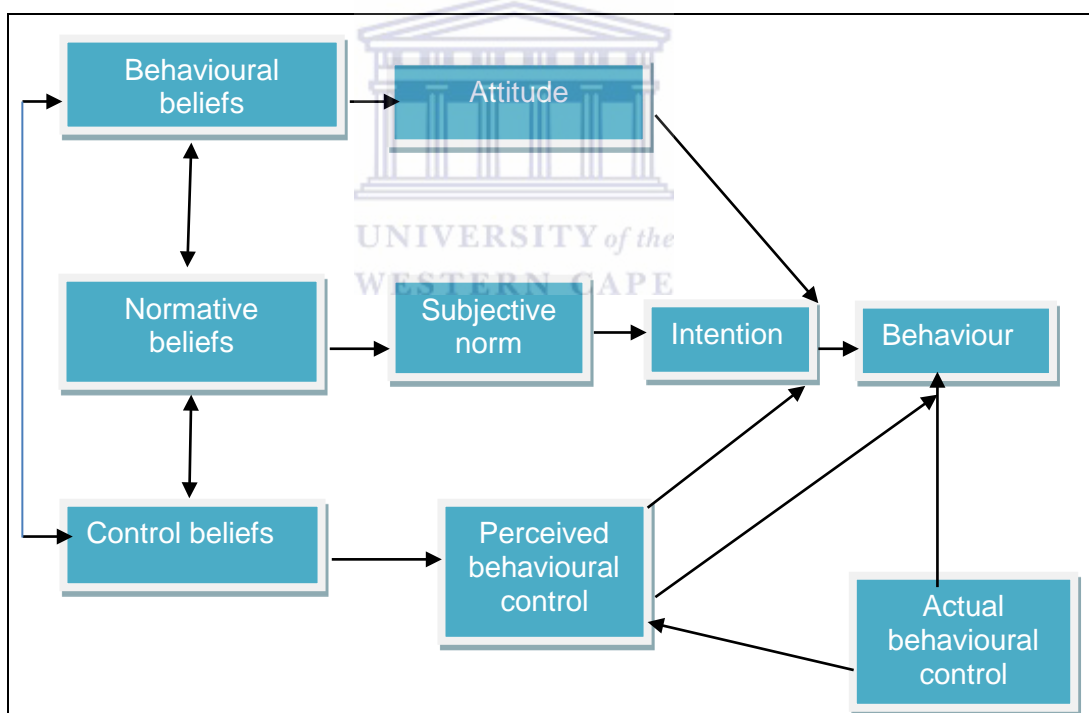 Behavioural
beliefs
Attitude
UNIVERSITY of the
WESTERN CAPE
Normative
beliefs
Subjective
norm
Intention
Behaviour
Control beliefs
Perceived
behavioural
control
Actual
behavioural
control